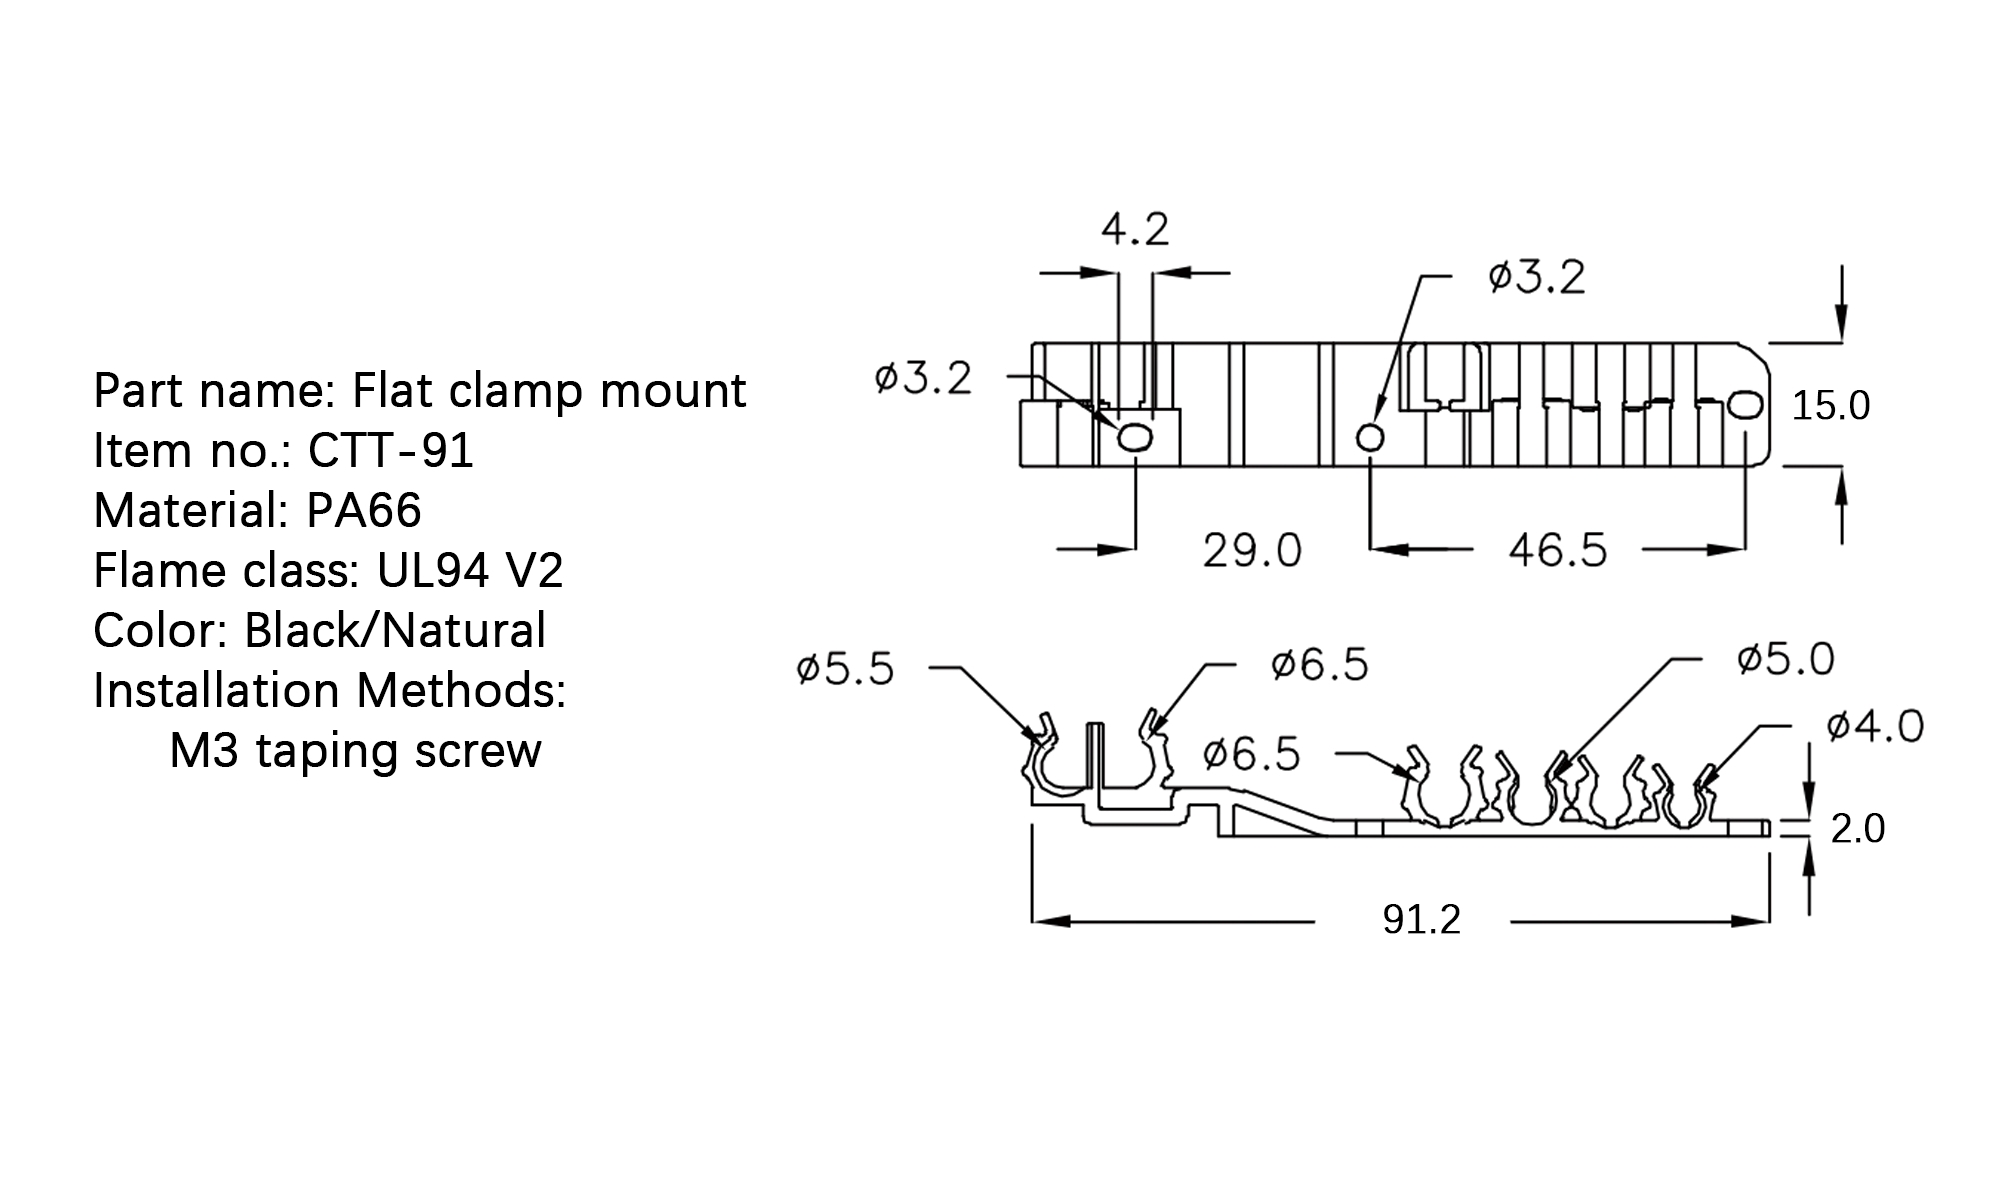 Part name: Flat clamp mount
Item no.: CTT-91
Material: PA66
Flame class: UL94 V2
Color: Black/Natural
Installation Methods:
M3 taping screw
4.2
ø3.2
ø3.2
15.0
29.0
46.5
ø5.5
ø6.5
ø5.0
ø6.5
ø4.0
2.0
91.2